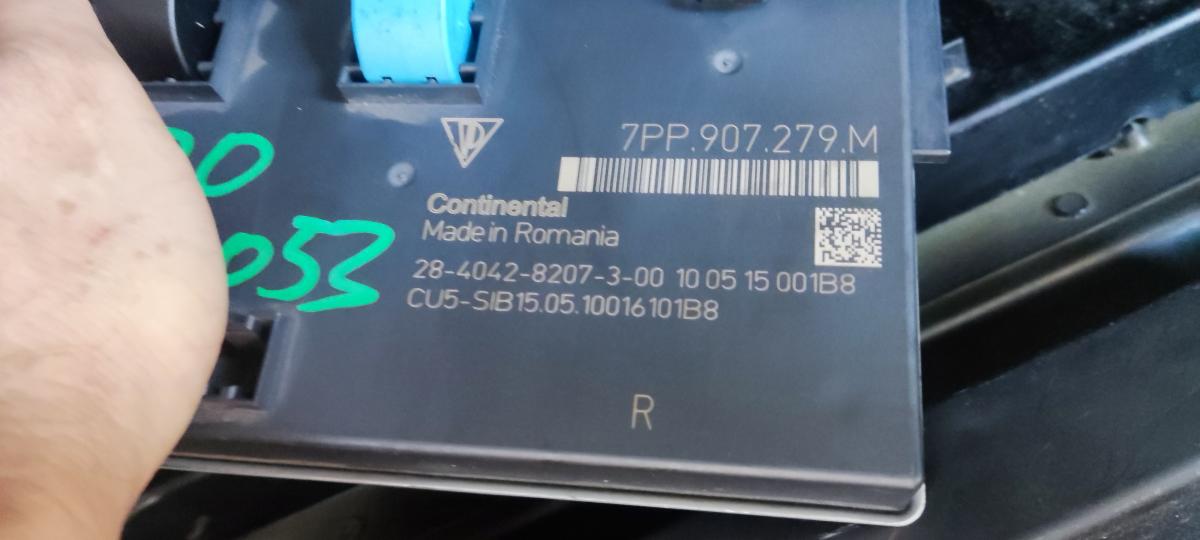 7PP.907.279.M
Continental
Made in Romania
28-4042-8207-3-00 10 05 15 001B8
CU5-SIB15.05.10016101B8
R
053